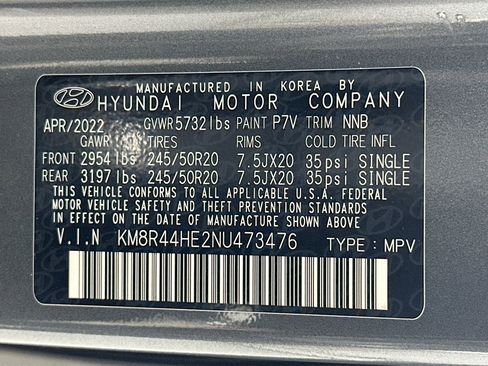 MANUFACTURED IN KOREA BY
HYUNDAI MOTOR COMPANY
APR/2022 GVWR 5732lbs PAINT P7V TRIM NNB
GAWR TIRES RIMS COLD TIRE INFL
FRONT 2954lbs 245/50R20 7.5JX20 35psi SINGLE
REAR 3197lbs 245/50R20 7.5JX20 35psi SINGLE
THIS VEHICLE CONFORMS TO ALL APPLICABLE U.S.A FEDERAL
MOTOR VEHICLE SAFETY AND THEFT PREVENTION STANDARDS
IN EFFECT ON THE DATE OF MANUFACTURE SHOWN ABOVE
V.I.N KM8R44HE2NU473476 TYPE: MPV